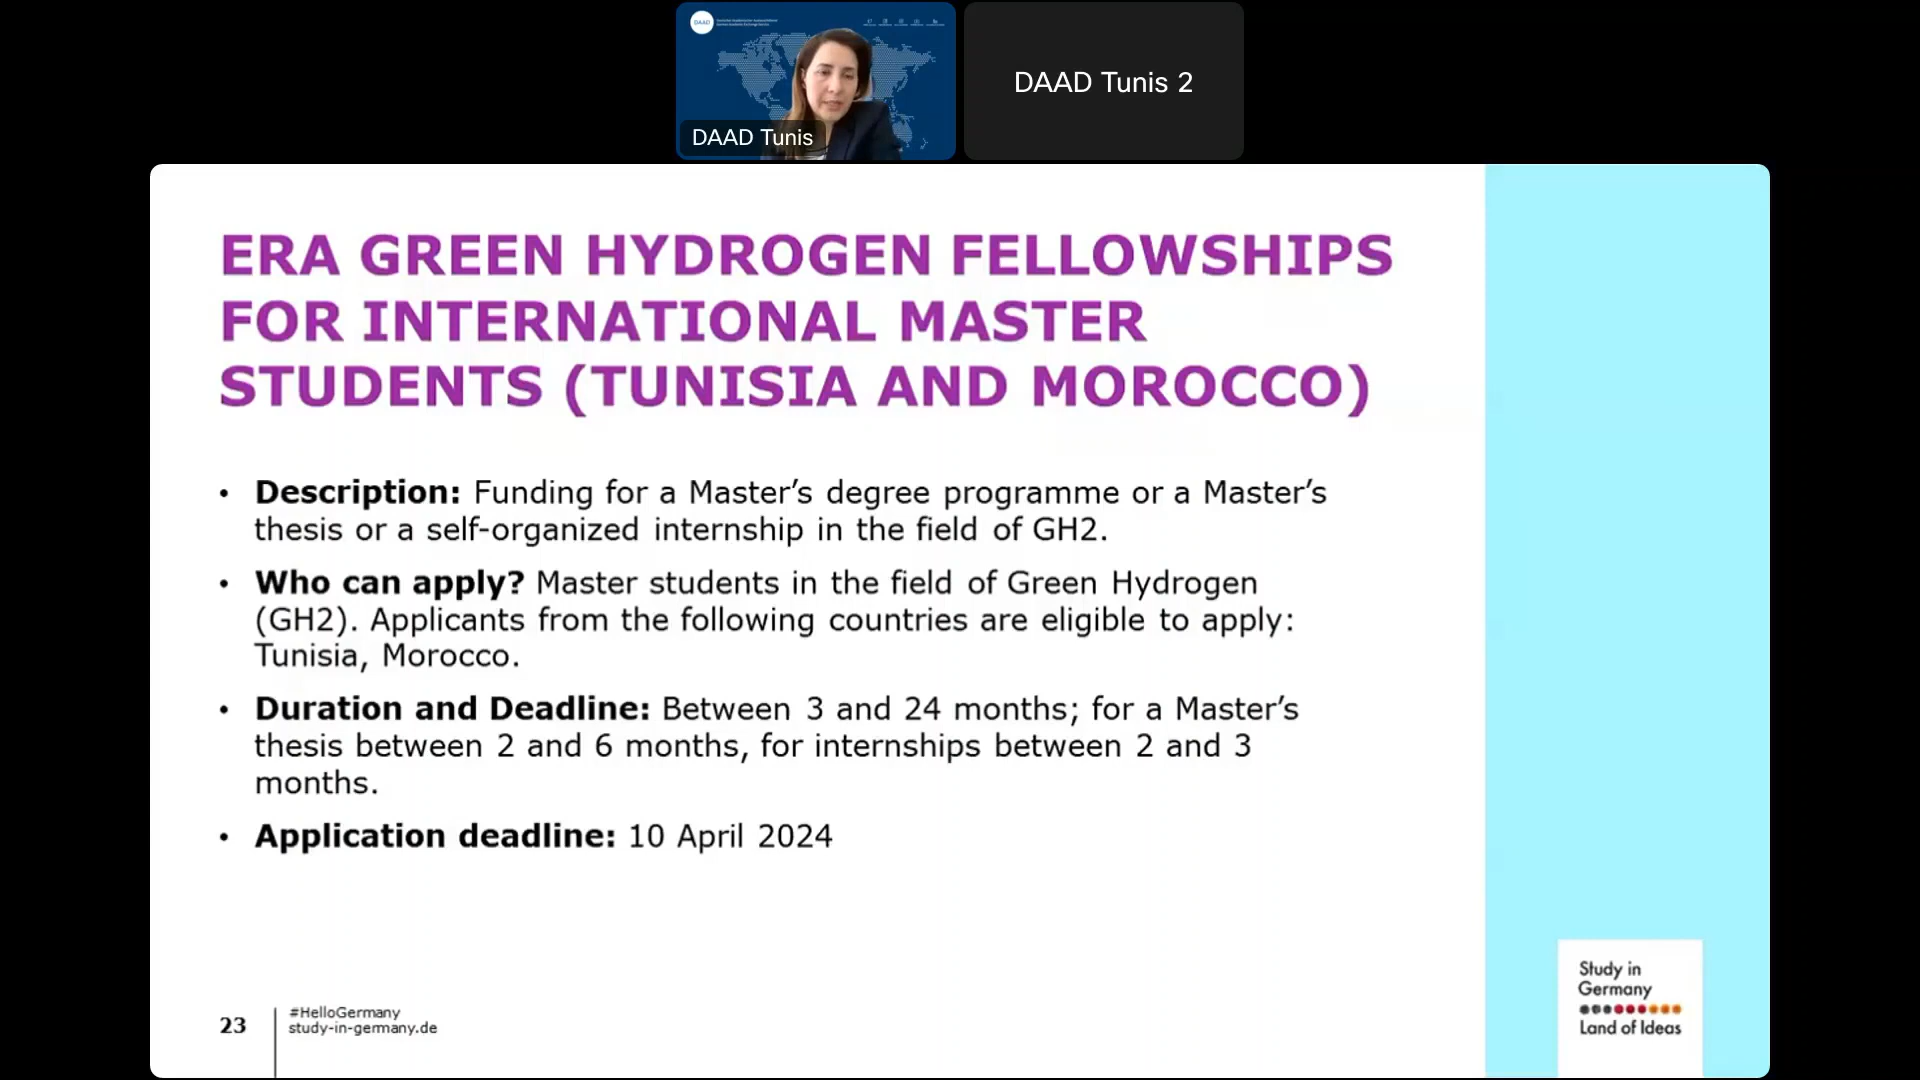 DAAD
DAAD Tunis
DAAD Tunis 2
ERA GREEN HYDROGEN FELLOWSHIPS
FOR INTERNATIONAL MASTER
STUDENTS (TUNISIA AND MOROCCO)
• Description: Funding for a Master’s degree programme or a Master’s
thesis or a self-organized internship in the field of GH2.
• Who can apply? Master students in the field of Green Hydrogen
(GH2). Applicants from the following countries are eligible to apply:
Tunisia, Morocco.
• Duration and Deadline: Between 3 and 24 months; for a Master’s
thesis between 2 and 6 months, for internships between 2 and 3
months.
• Application deadline: 10 April 2024
23
#HelloGermany
study-in-germany.de
Study in
Germany
Land of Ideas